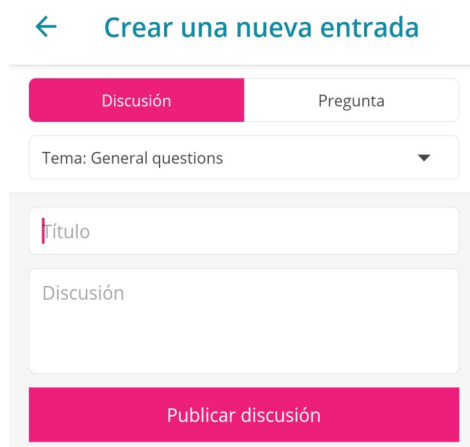 Crear una nueva entrada
Discusión Pregunta
Tema: General questions
Título
Discusión
Publicar discusión